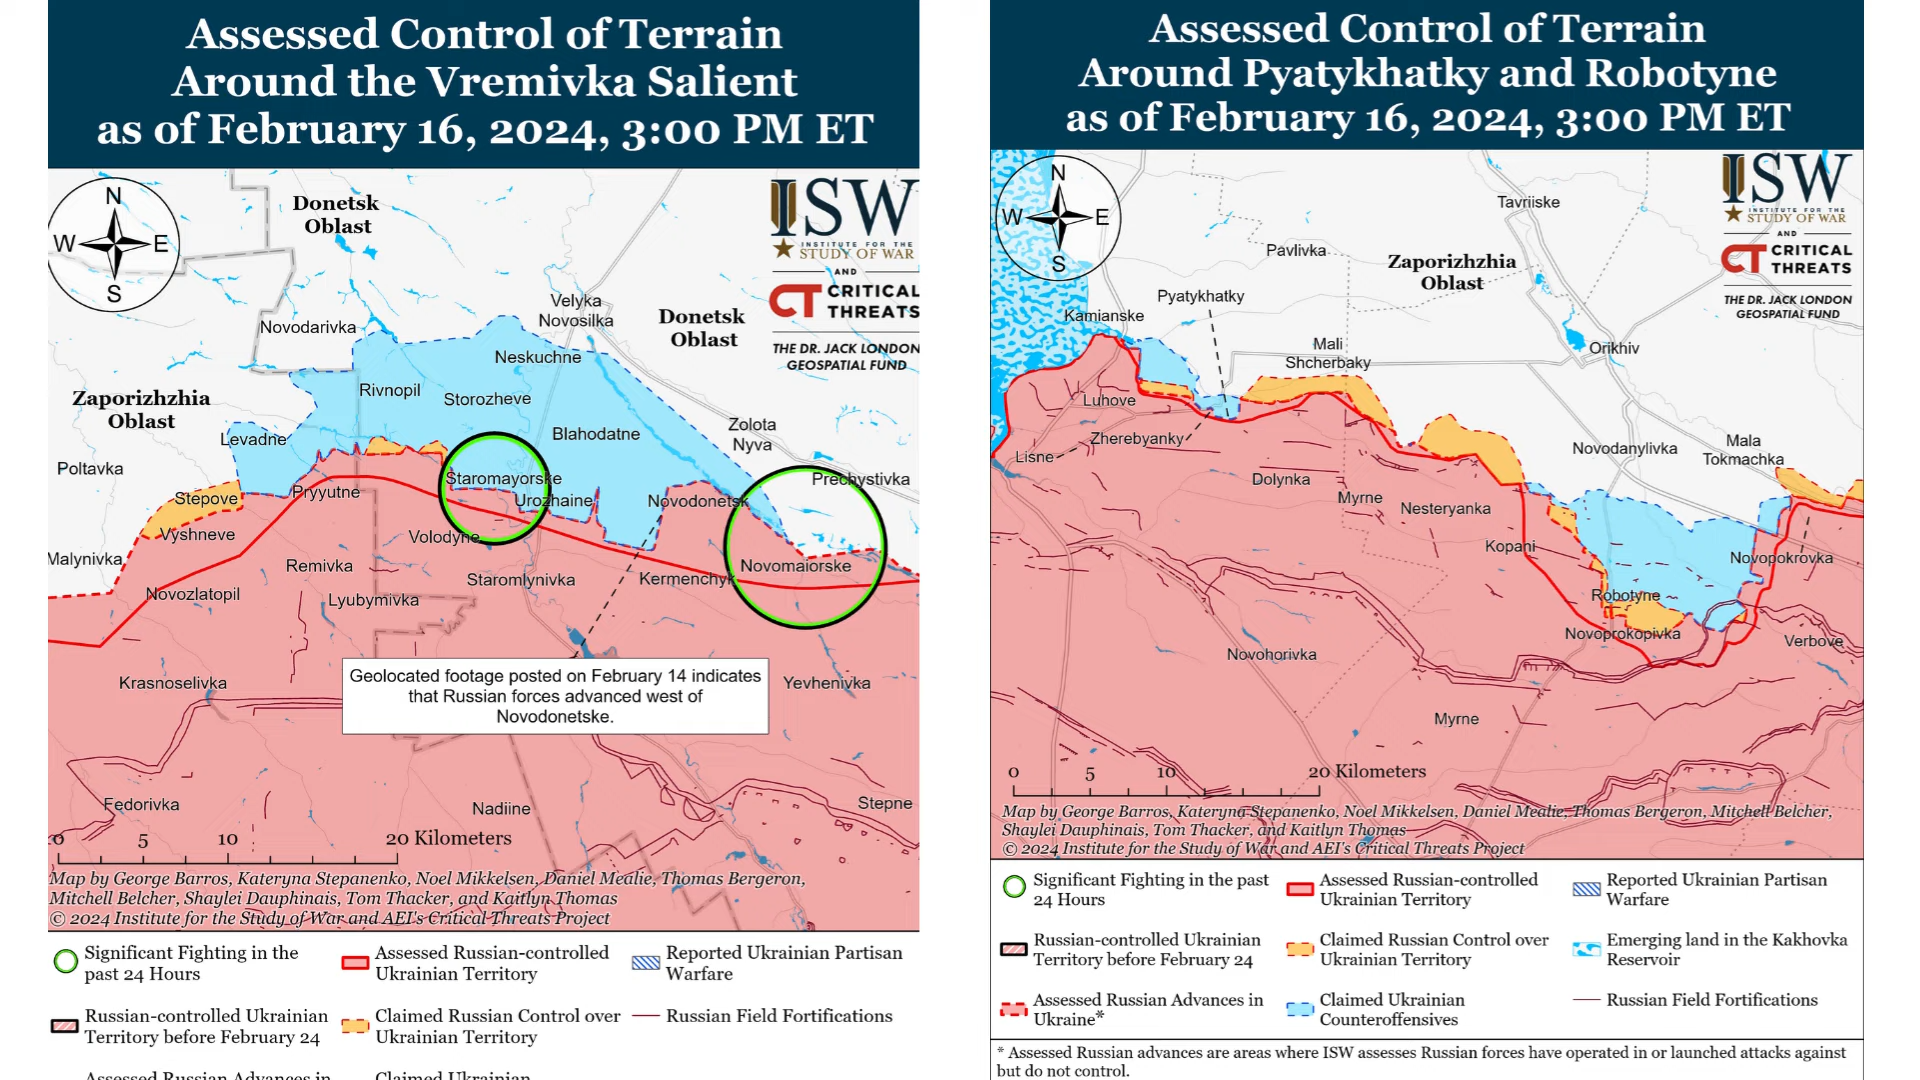 Assessed Control of Terrain
Around the Vremivka Salient
as of February 16, 2024, 3:00 PM ET
N
W
E
S
Donetsk
Oblast
ISW
INSTITUTE FOR THE
STUDY OF WAR
AND
CT CRITICAL
THREATS
THE DR. JACK LONDON
GEOSPATIAL FUND
Velyka
Novosilka
Donetsk
Oblast
Novodarivka
Neskuchne
Rivnopil
Storozheve
Zaporizhzhia
Oblast
Levadne
Blahodatne
Zolota
Nyva
Poltavka
Staromayorske
Prechystivka
Stepove
Pryyutne
Urozhaine
Novodonetsk
Vyshneve
Volodyne
Malynivka
Remivka
Staromlynivka
Kermenchyk
Novomaiorske
Novozlatopil
Lyubymivka
Geolocated footage posted on February 14 indicates
that Russian forces advanced west of
Novodonetske.
Krasnoselivka
Yevhenivka
Fedorivka
Nadiine
Stepne
0 5 10 20 Kilometers
Map by George Barros, Kateryna Stepanenko, Noel Mikkelsen, Daniel Mealie, Thomas Bergeron,
Mitchell Belcher, Shaylei Dauphinais, Tom Thacker, and Kaitlyn Thomas
© 2024 Institute for the Study of War and AEI's Critical Threats Project
Significant Fighting in the
past 24 Hours
Assessed Russian-controlled
Ukrainian Territory
Reported Ukrainian Partisan
Warfare
Russian-controlled Ukrainian
Territory before February 24
Claimed Russian Control over
Ukrainian Territory
Russian Field Fortifications
Assessed Russian Advances in
Claimed Ukrainian
Assessed Control of Terrain
Around Pyatykhatky and Robotyne
as of February 16, 2024, 3:00 PM ET
N
W
E
S
ISW
INSTITUTE FOR THE
STUDY OF WAR
AND
CT CRITICAL
THREATS
THE DR. JACK LONDON
GEOSPATIAL FUND
Tavriiske
Pavlivka
Zaporizhzhia
Oblast
Pyatykhatky
Kamianske
Mali
Shcherbaky
Orikhiv
Luhove
Zherebyanky
Lisne
Novodanylivka
Mala
Tokmachka
Dolynka
Myrne
Nesteryanka
Kopani
Novopokrovka
Robotyne
Novoprokopivka
Verbove
Novohorivka
Myrne
0 5 10 20 Kilometers
Map by George Barros, Kateryna Stepanenko, Noel Mikkelsen, Daniel Mealie, Thomas Bergeron, Mitchell Belcher,
Shaylei Dauphinais, Tom Thacker, and Kaitlyn Thomas
© 2024 Institute for the Study of War and AEI's Critical Threats Project
Significant Fighting in the past
24 Hours
Assessed Russian-controlled
Ukrainian Territory
Reported Ukrainian Partisan
Warfare
Russian-controlled Ukrainian
Territory before February 24
Claimed Russian Control over
Ukrainian Territory
Emerging land in the Kakhovka
Reservoir
Assessed Russian Advances in
Ukraine*
Claimed Ukrainian
Counteroffensives
Russian Field Fortifications
* Assessed Russian advances are areas where ISW assesses Russian forces have operated in or launched attacks against
but do not control.